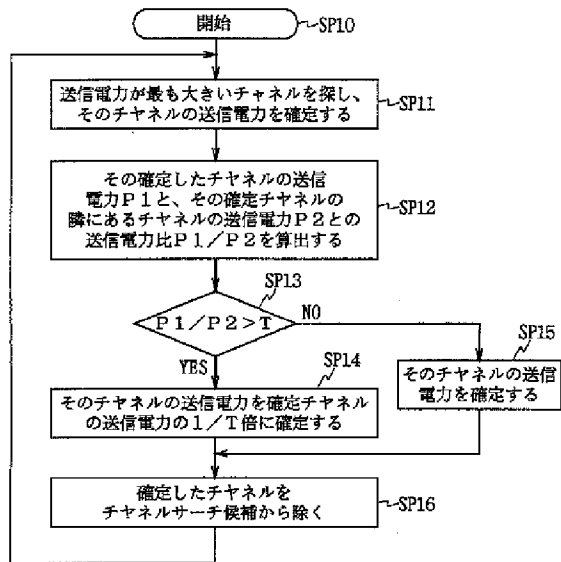 開始
SP10
送信電力が最も大きいチャネルを探し、
そのチャネルの送信電力を確定する
SP11
その確定したチヤネルの送信
電力P1と、その確定チヤネルの
隣にあるチャネルの送信電力P2との
送信電力比P1／P2を算出する
SP12
SP13
P1／P2＞T
NO
YES
SP14
そのチャネルの送信電力を確定チャネル
の送信電力の1／T倍に確定する
SP15
そのチャネルの送信
電力を確定する
確定したチヤネルを
チヤネルサーチ候補から除く
SP16